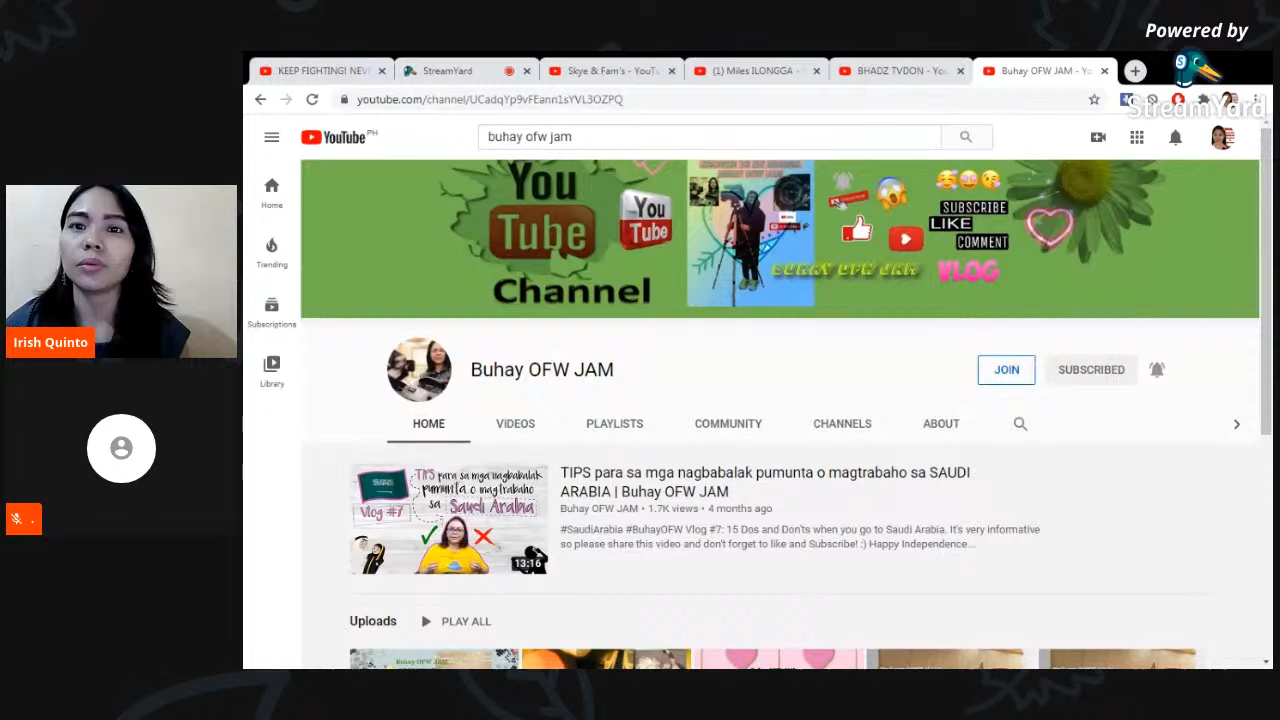 Powered by
StreamYard
KEEP FIGHTING! NEV
StreamYard
Skye & Fam's - YouTu
(1) Miles ILONGGA -
BHADZ TVDON - You
Buhay OFW JAM - Yo
youtube.com/channel/UCadqYp9vFEann1sYVL3OZPQ
YouTube PH
buhay ofw jam
Home
Trending
Subscriptions
Library
You
Tube
Channel
You
Tube
SUBSCRIBE
LIKE
COMMENT
BUHAY OFW JAM VLOG
Buhay OFW JAM
JOIN
SUBSCRIBED
HOME
VIDEOS
PLAYLISTS
COMMUNITY
CHANNELS
ABOUT
TIPS para sa mga nagbabalak
pumunta o magtrabaho
sa Saudi Arabia
Vlog #7
13:16
TIPS para sa mga nagbabalak pumunta o magtrabaho sa SAUDI
ARABIA | Buhay OFW JAM
Buhay OFW JAM • 1.7K views • 4 months ago
#SaudiArabia #BuhayOFW Vlog #7: 15 Dos and Don'ts when you go to Saudi Arabia. It's very informative
so please share this video and don't forget to like and Subscribe! :) Happy Independence...
Uploads
PLAY ALL
Buhay OFW JAM
Irish Quinto
.